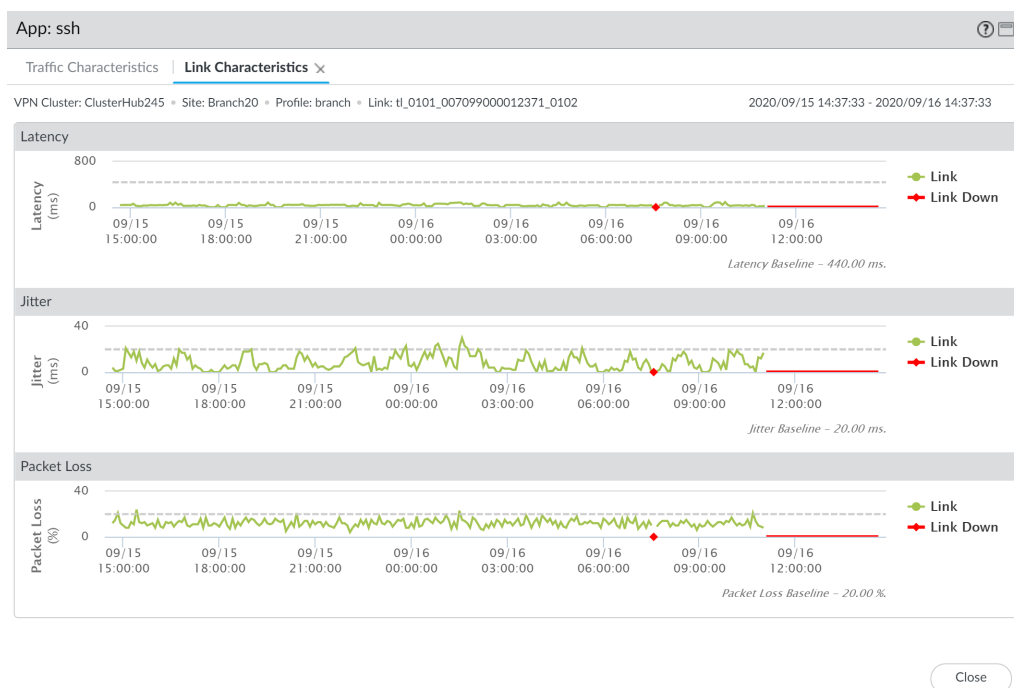 App: ssh
Traffic Characteristics Link Characteristics
VPN Cluster: ClusterHub245 • Site: Branch20 • Profile: branch • Link: tl_0101_007099000012371_0102 2020/09/15 14:37:33 - 2020/09/16 14:37:33
Latency
800
0
Latency
(ms)
09/15 09/15 09/15 09/16 09/16 09/16 09/16 09/16
15:00:00 18:00:00 21:00:00 00:00:00 03:00:00 06:00:00 09:00:00 12:00:00
Link
Link Down
Latency Baseline – 440.00 ms.
Jitter
40
0
Jitter
(ms)
09/15 09/15 09/15 09/16 09/16 09/16 09/16 09/16
15:00:00 18:00:00 21:00:00 00:00:00 03:00:00 06:00:00 09:00:00 12:00:00
Link
Link Down
Jitter Baseline – 20.00 ms.
Packet Loss
40
0
Packet Loss
(%)
09/15 09/15 09/15 09/16 09/16 09/16 09/16 09/16
15:00:00 18:00:00 21:00:00 00:00:00 03:00:00 06:00:00 09:00:00 12:00:00
Link
Link Down
Packet Loss Baseline – 20.00 %.
Close